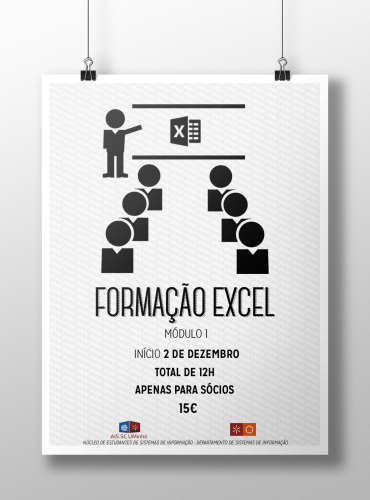 X
FORMAÇÃO EXCEL
MÓDULO 1
INÍCIO 2 DE DEZEMBRO
TOTAL DE 12H
APENAS PARA SÓCIOS
15€
AIS.SC.UMinho
NÚCLEO DE ESTUDANTES DE SISTEMAS DE INFORMAÇÃO - DEPARTAMENTO DE SISTEMAS DE INFORMAÇÃO